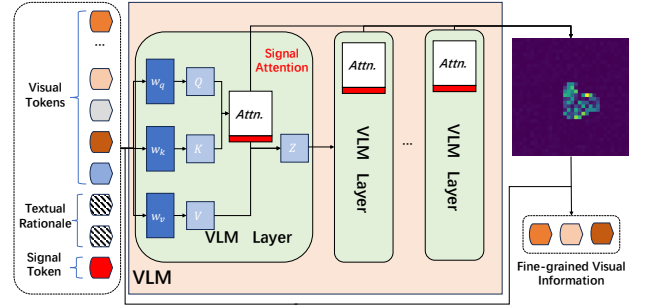 ...
Visual
Tokens
Textual
Rationale
Signal
Token
w_q
Q
w_k
K
w_v
V
Attn.
Signal
Attention
Z
VLM Layer
VLM
Attn.
VLM Layer
...
Attn.
VLM Layer
Fine-grained Visual
Information